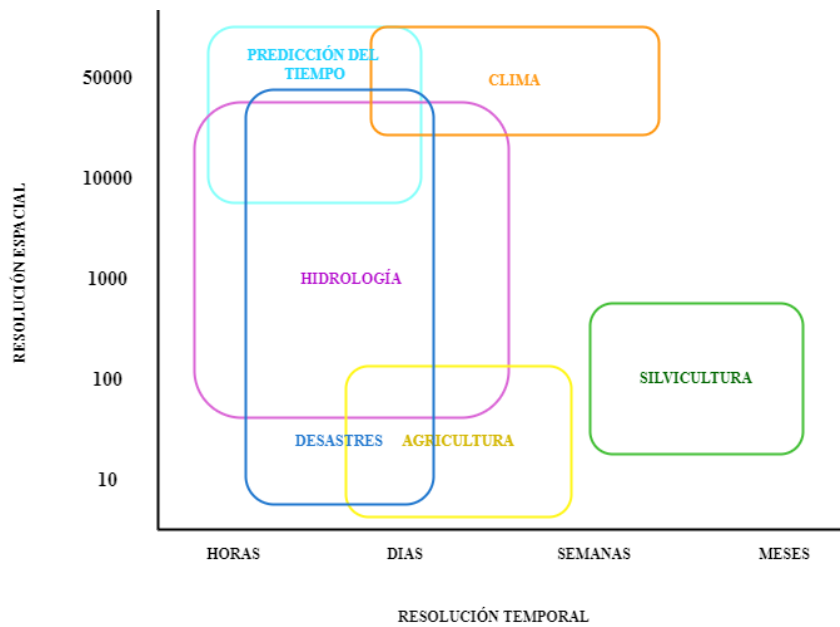 PREDICCIÓN DEL
TIEMPO
CLIMA
50000
10000
RESOLUCIÓN ESPACIAL
1000
HIDROLOGÍA
100
SILVICULTURA
DESASTRES
AGRICULTURA
10
HORAS
DIAS
SEMANAS
MESES
RESOLUCIÓN TEMPORAL